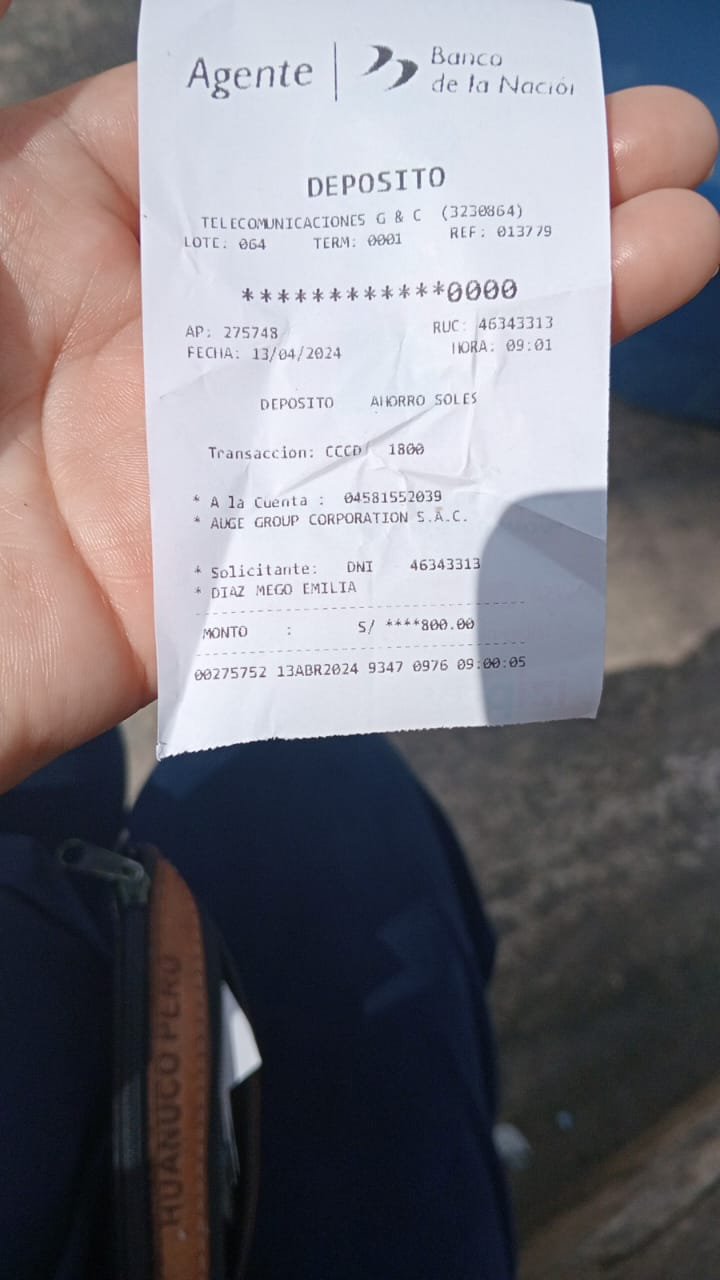 Agente | Banco
de la Nación
DEPOSITO
TELECOMUNICACIONES G & C (3230864)
LOTE: 064 TERM: 0001 REF: 013779
************0000
AP: 275748 RUC: 46343313
FECHA: 13/04/2024 HORA: 09:01
DEPOSITO AHORRO SOLES
Transaccion: CCCD/ 1800
* A la Cuenta : 04581552039
* AUGE GROUP CORPORATION S.A.C.
* Solicitante: DNI 46343313
* DIAZ MEGO EMILIA
MONTO : S/ ****800.00
00275752 13ABR2024 9347 0976 09:00:05
HUANUCO PERU